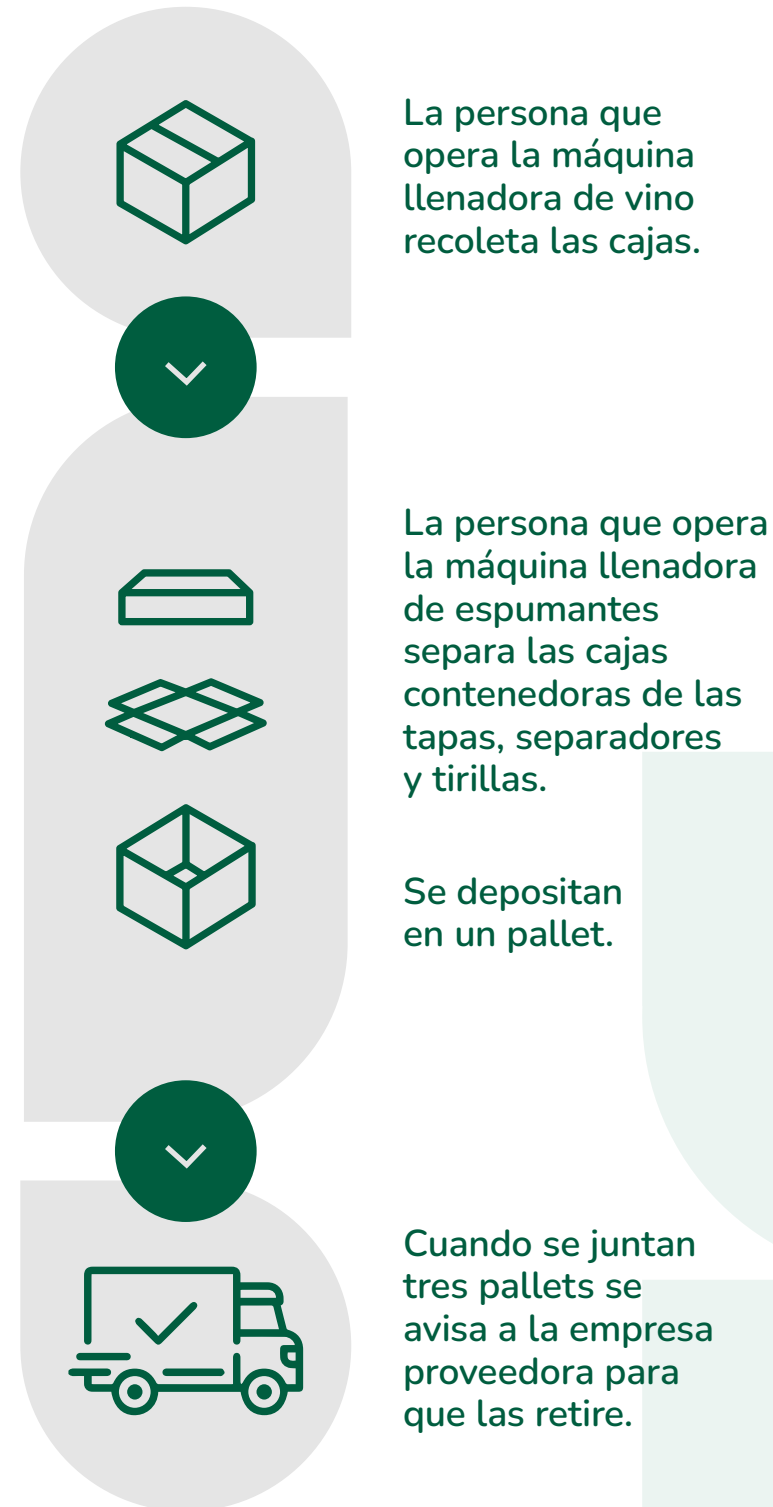 La persona que
opera la máquina
llenadora de vino
recoleta las cajas.
La persona que opera
la máquina llenadora
de espumantes
separa las cajas
contenedoras de las
tapas, separadores
y tirillas.
Se depositan
en un pallet.
Cuando se juntan
tres pallets se
avisa a la empresa
proveedora para
que las retire.